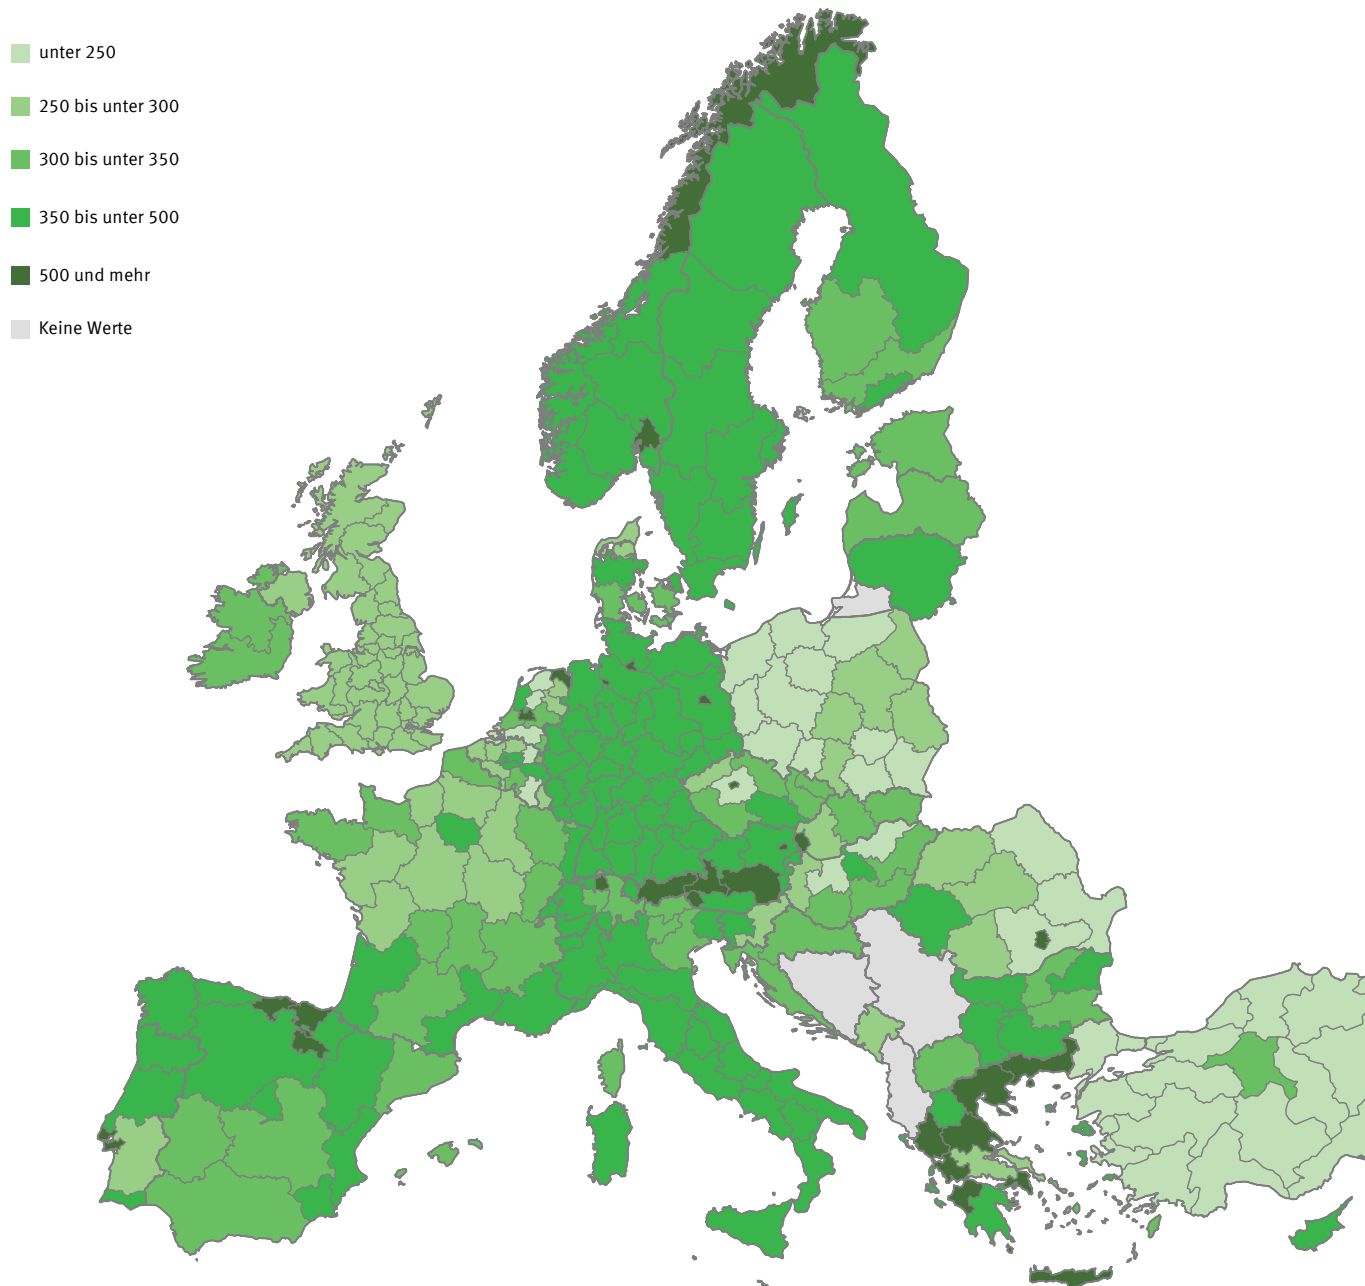 unter 250
250 bis unter 300
300 bis unter 350
350 bis unter 500
500 und mehr
Keine Werte